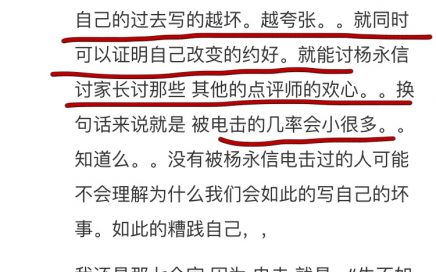 自己的过去写的越坏。越夸张。。就同时
可以证明自己改变的约好。就能讨杨永信
讨家长讨那些 其他的点评师的欢心。。换
句话来说就是 被电击的几率会小很多。。
知道么。。没有被杨永信电击过的人可能
不会理解为什么我们会如此的写自己的坏
事。如此的糟践自己，，